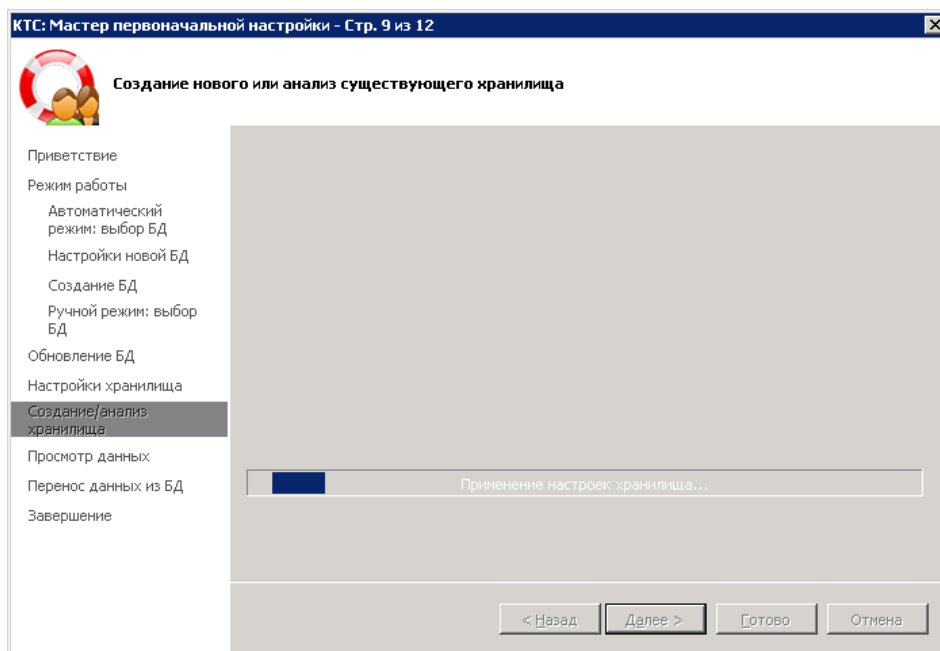 КТС: Мастер первоначальной настройки - Стр. 9 из 12
Создание нового или анализ существующего хранилища
Приветствие
Режим работы
Автоматический
режим: выбор БД
Настройки новой БД
Создание БД
Ручной режим: выбор
БД
Обновление БД
Настройки хранилища
Создание/анализ
хранилища
Просмотр данных
Перенос данных из БД
Завершение
Применение настроек хранилища...
< Назад
Далее >
Готово
Отмена